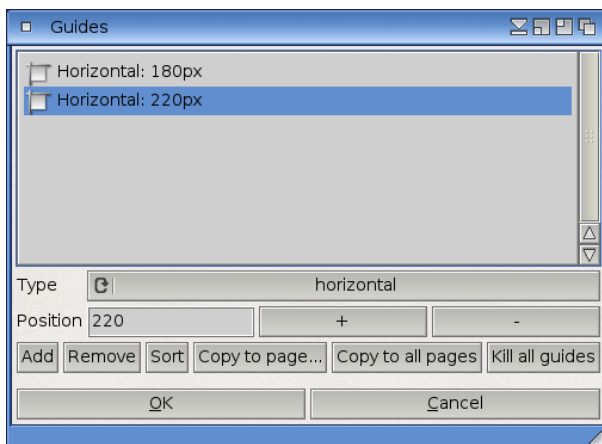 Guides
Horizontal: 180px
Horizontal: 220px
Type horizontal
Position 220 + -
Add Remove Sort Copy to page... Copy to all pages Kill all guides
OK Cancel